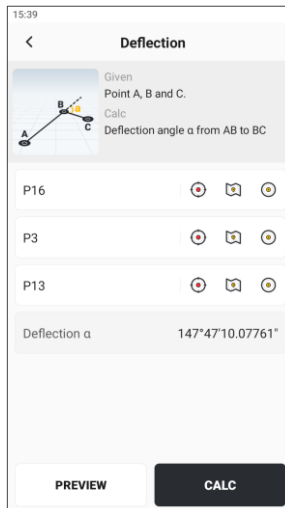 15:39
Deflection
Given
Point A, B and C.
Calc
Deflection angle α from AB to BC
B
α
A
C
P16
P3
P13
Deflection α 147°47'10.07761"
PREVIEW CALC